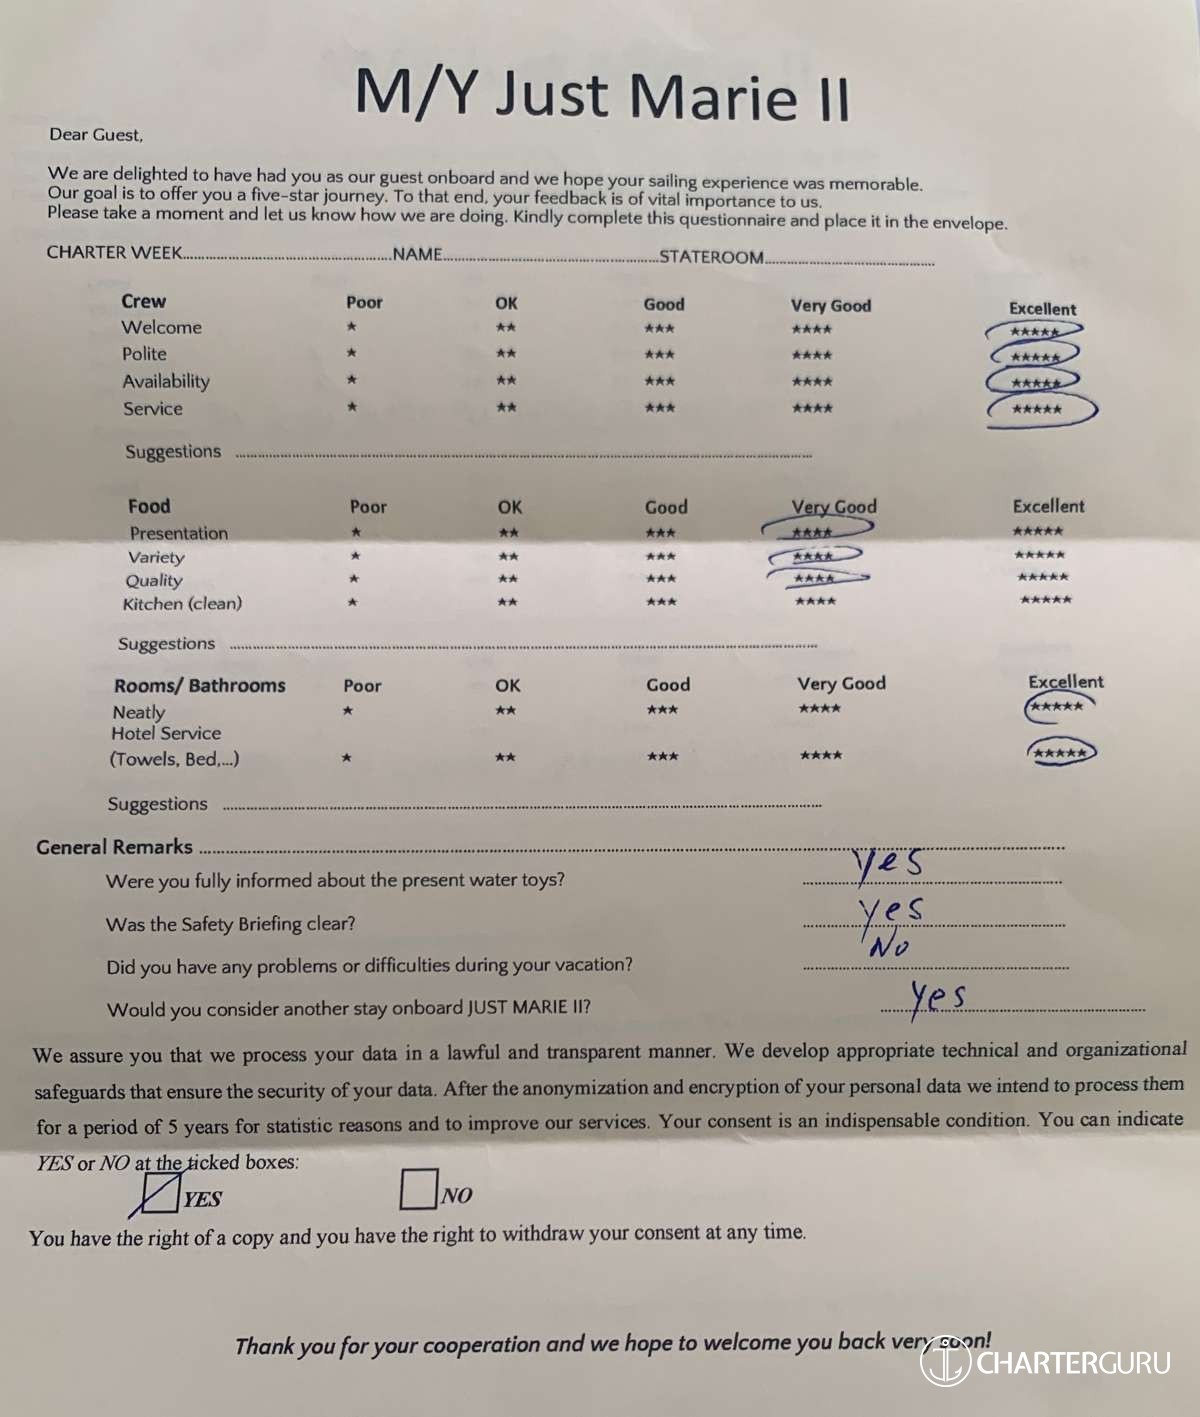 M/Y Just Marie II
Dear Guest,
We are delighted to have had you as our guest onboard and we hope your sailing experience was memorable.
Our goal is to offer you a five-star journey. To that end, your feedback is of vital importance to us.
Please take a moment and let us know how we are doing. Kindly complete this questionnaire and place it in the envelope.
CHARTER WEEK..............................NAME..............................STATEROOM..............................
Crew Poor OK Good Very Good Excellent
Welcome ★ ★★ ★★★ ★★★★ ★★★★★
Polite ★ ★★ ★★★ ★★★★ ★★★★★
Availability ★ ★★ ★★★ ★★★★ ★★★★★
Service ★ ★★ ★★★ ★★★★ ★★★★★
Suggestions ..............................
Food Poor OK Good Very Good Excellent
Presentation ★ ★★ ★★★ ★★★★ ★★★★★
Variety ★ ★★ ★★★ ★★★★ ★★★★★
Quality ★ ★★ ★★★ ★★★★ ★★★★★
Kitchen (clean) ★ ★★ ★★★ ★★★★ ★★★★★
Suggestions ..............................
Rooms/ Bathrooms Poor OK Good Very Good Excellent
Neatly ★ ★★ ★★★ ★★★★ ★★★★★
Hotel Service
(Towels, Bed,...) ★ ★★ ★★★ ★★★★ ★★★★★
Suggestions ..............................
General Remarks ..............................
Were you fully informed about the present water toys? Yes
Was the Safety Briefing clear? Yes
Did you have any problems or difficulties during your vacation? No
Would you consider another stay onboard JUST MARIE II? Yes
We assure you that we process your data in a lawful and transparent manner. We develop appropriate technical and organizational
safeguards that ensure the security of your data. After the anonymization and encryption of your personal data we intend to process them
for a period of 5 years for statistic reasons and to improve our services. Your consent is an indispensable condition. You can indicate
YES or NO at the ticked boxes:
YES NO
You have the right of a copy and you have the right to withdraw your consent at any time.
Thank you for your cooperation and we hope to welcome you back very soon!
CHARTERGURU